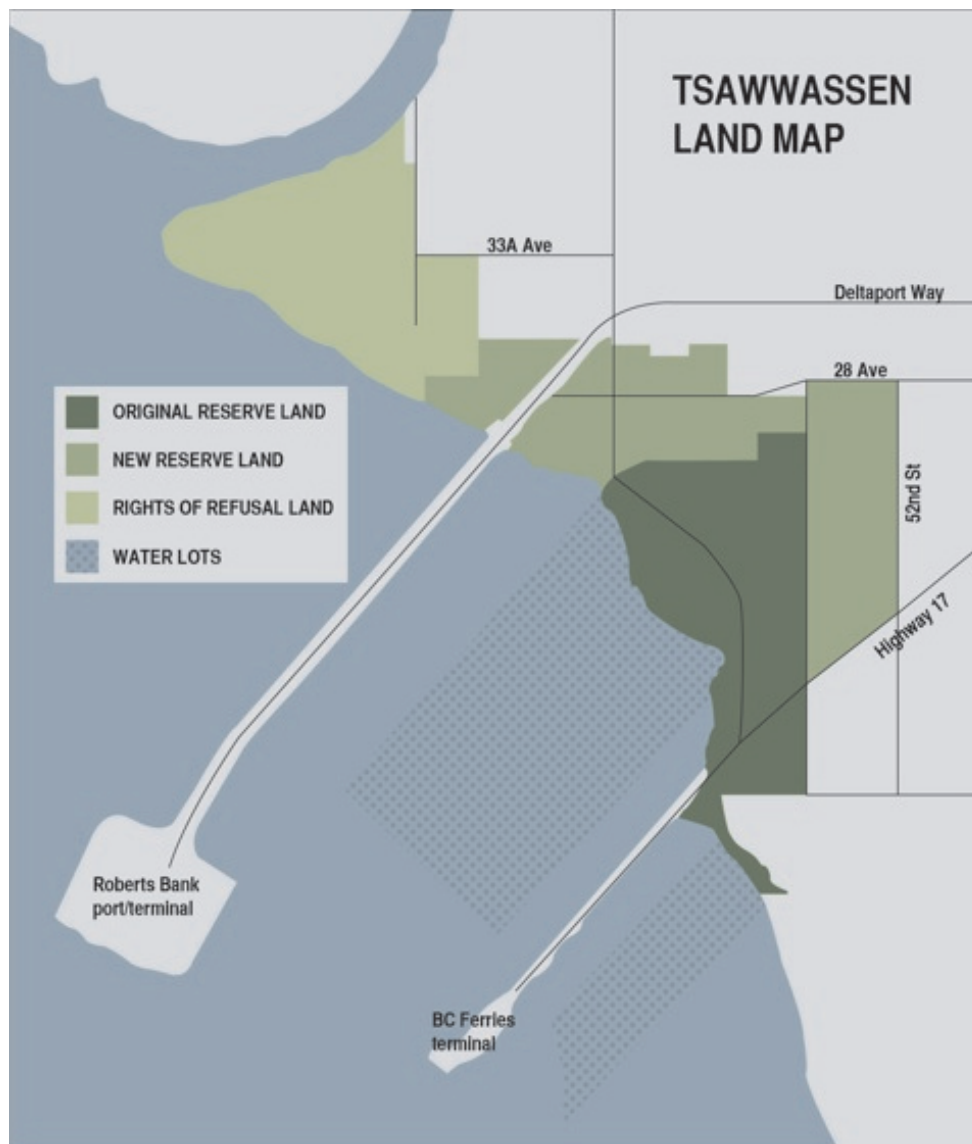 TSAWWASSEN
LAND MAP
33A Ave
Deltaport Way
28 Ave
ORIGINAL RESERVE LAND
NEW RESERVE LAND
RIGHTS OF REFUSAL LAND
WATER LOTS
52nd St
Highway 17
Roberts Bank
port/terminal
BC Ferries
terminal